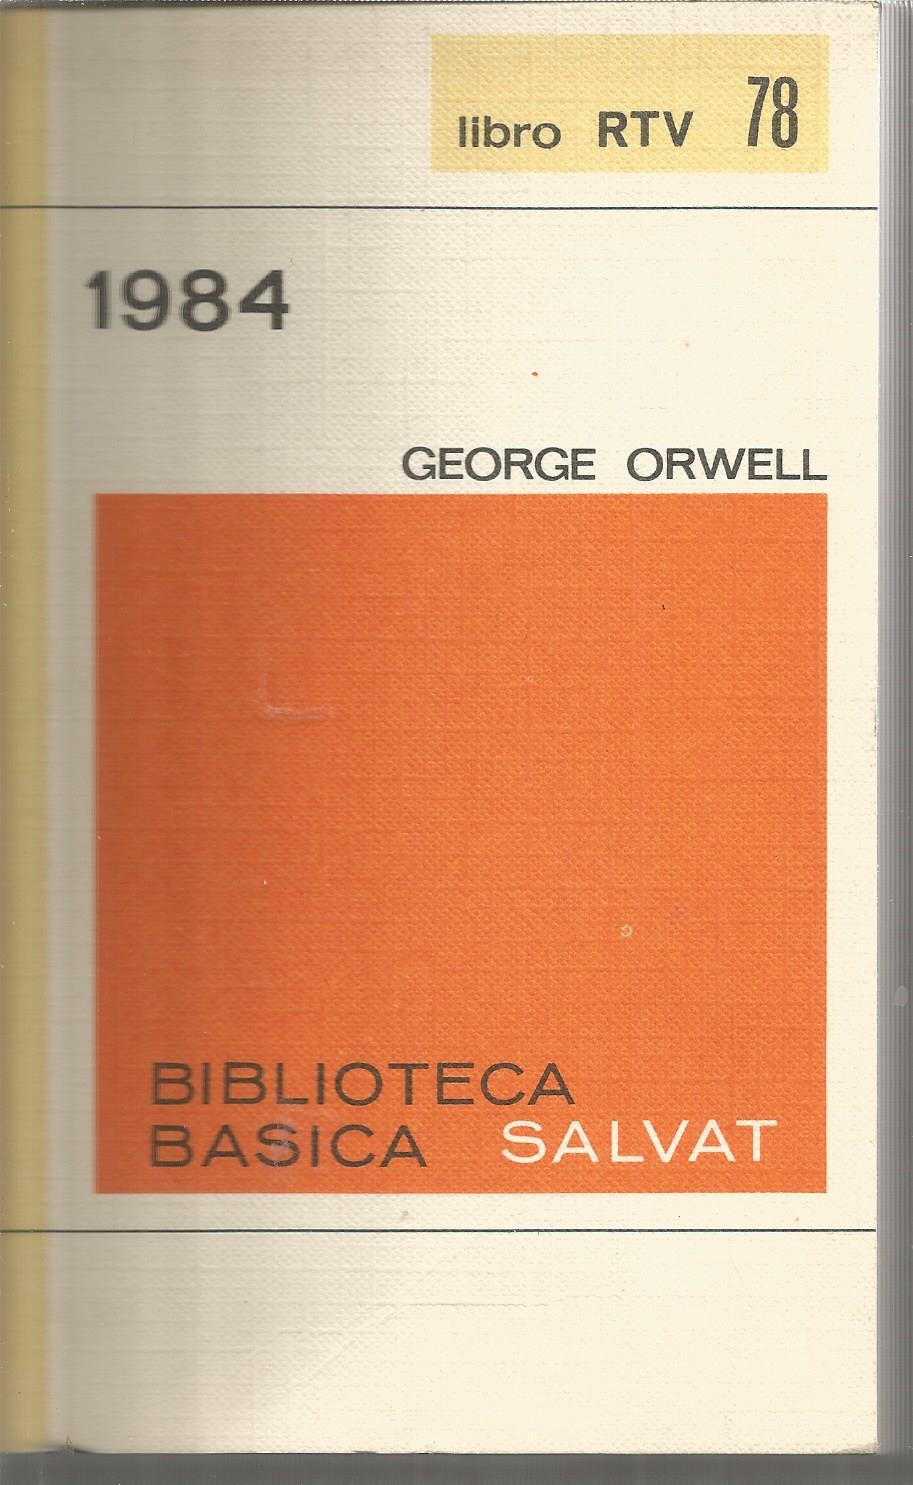 libro RTV 78
1984
GEORGE ORWELL
BIBLIOTECA
BASICA SALVAT